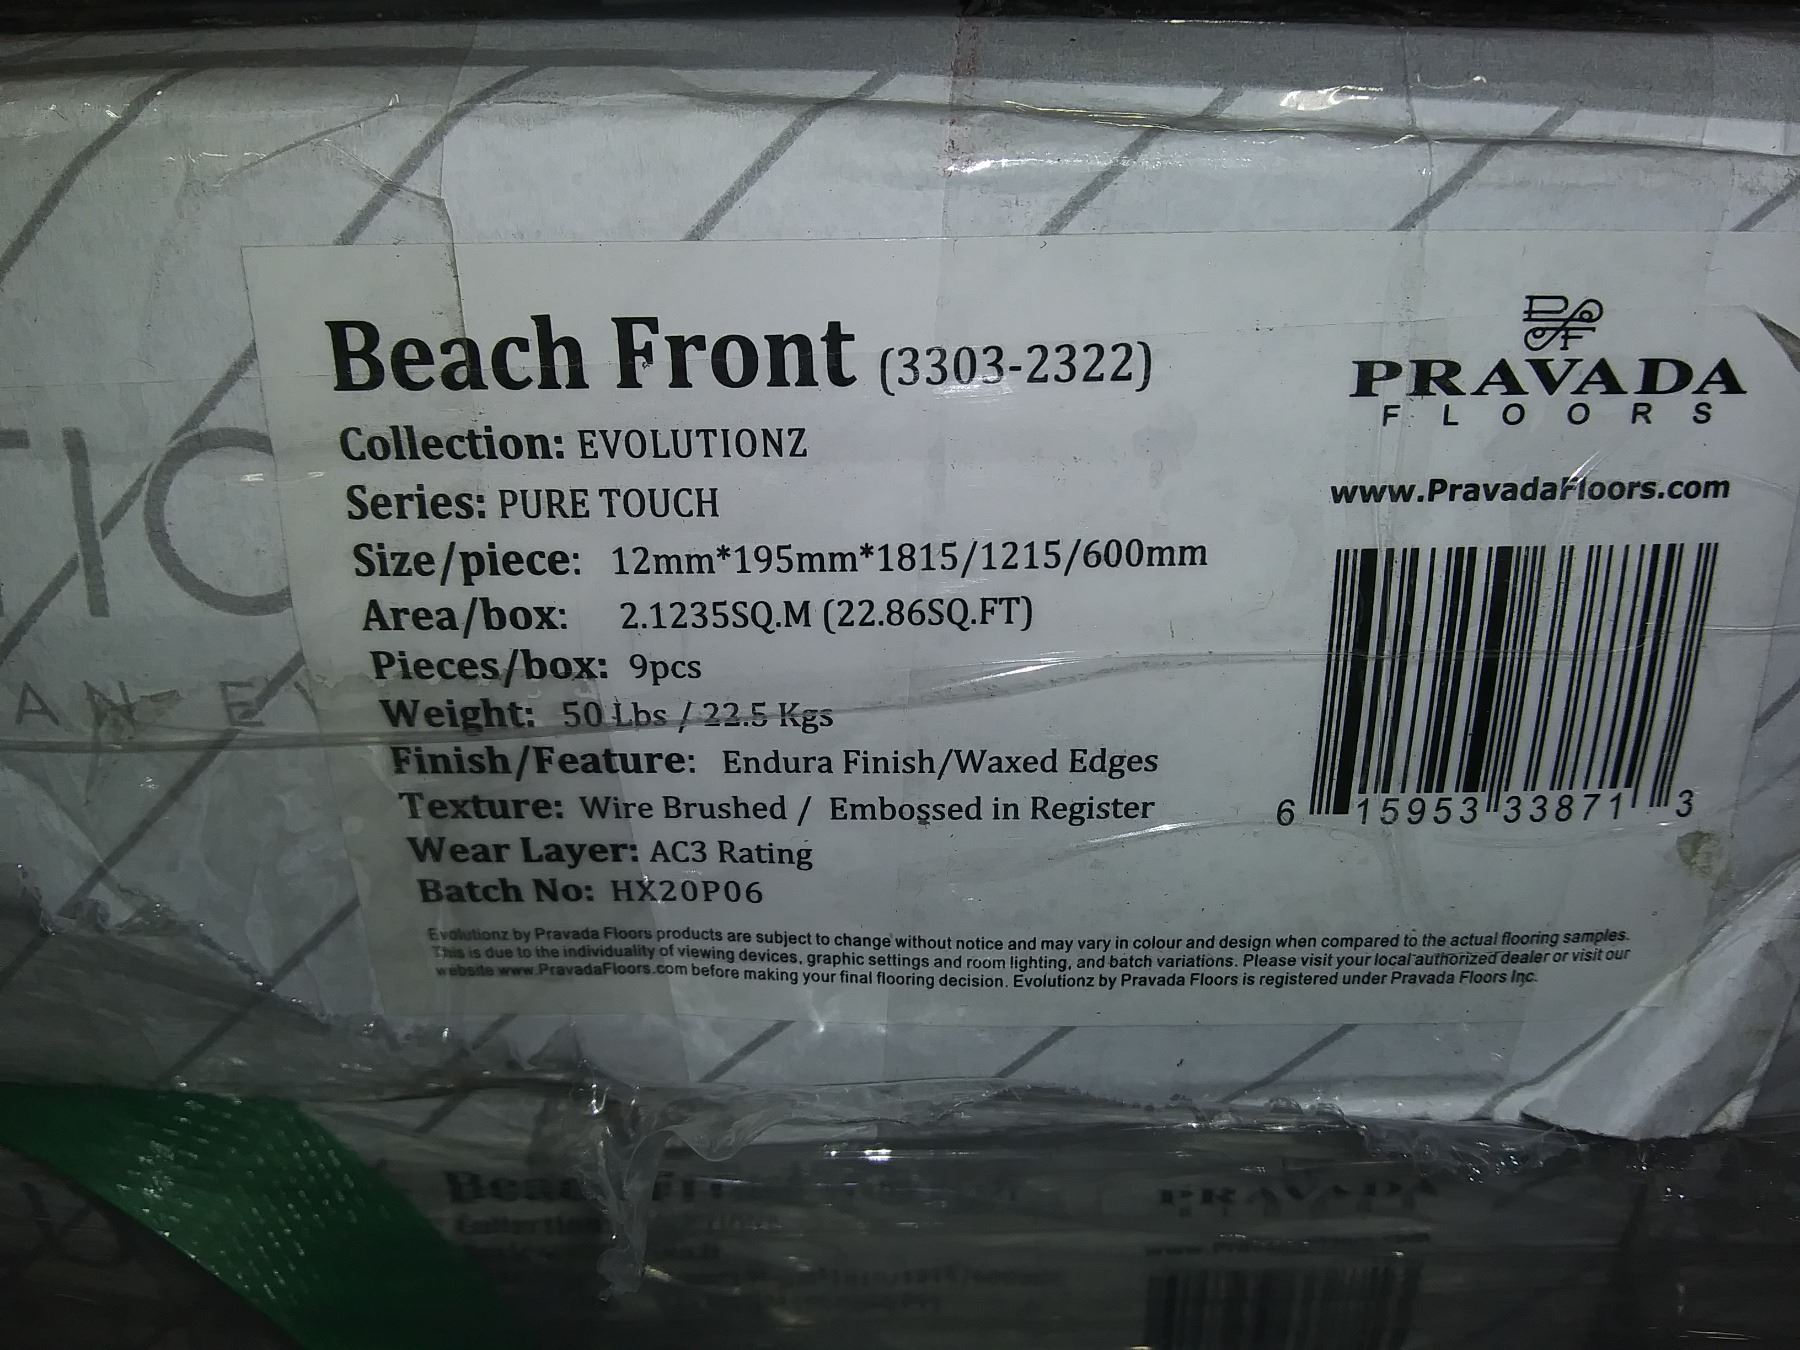 Beach Front (3303-2322)
Collection: EVOLUTIONZ
Series: PURE TOUCH
Size/piece: 12mm*195mm*1815/1215/600mm
Area/box: 2.1235SQ.M (22.86SQ.FT)
Pieces/box: 9pcs
Weight: 50 Lbs / 22.5 Kgs
Finish/Feature: Endura Finish/Waxed Edges
Texture: Wire Brushed / Embossed in Register
Wear Layer: AC3 Rating
Batch No: HX20P06
PRAVADA
FLOORS
www.PravadaFloors.com
6 15953 33871 3
Evolutionz by Pravada Floors products are subject to change without notice and may vary in colour and design when compared to the actual flooring samples.
This is due to the individuality of viewing devices, graphic settings and room lighting, and batch variations. Please visit your local authorized dealer or visit our
website www.PravadaFloors.com before making your final flooring decision. Evolutionz by Pravada Floors is registered under Pravada Floors Inc.
PRAVADA